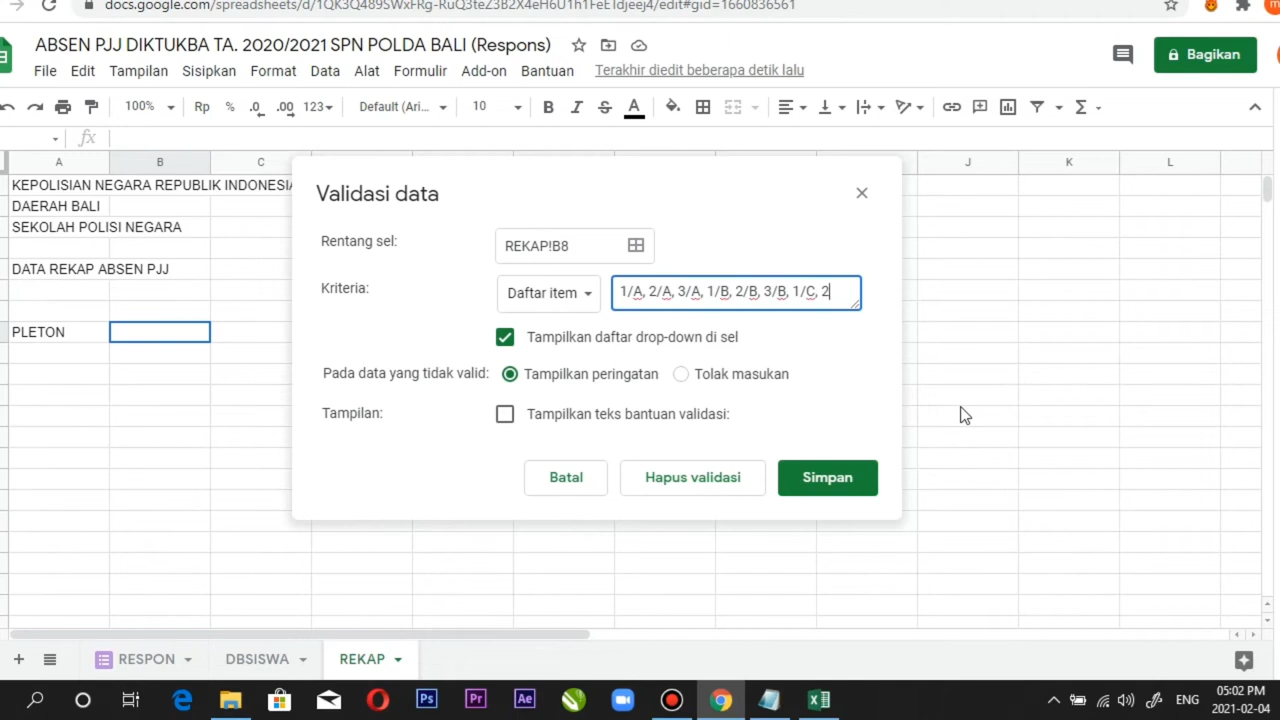 docs.google.com/spreadsheets/d/1QK3Q489SWxFRg-RuQ3teZ3B2X4eH6U1h1FeE1djeej4/edit#gid=1660836561
ABSEN PJJ DIKTUKBA TA. 2020/2021 SPN POLDA BALI (Respons)
File Edit Tampilan Sisipkan Format Data Alat Formulir Add-on Bantuan Terakhir diedit beberapa detik lalu
Bagikan
100% Rp % .0 .00 123 Default (Ari... 10 B I S A Σ
fx
A B C J K L
KEPOLISIAN NEGARA REPUBLIK INDONESIA
DAERAH BALI
SEKOLAH POLISI NEGARA
DATA REKAP ABSEN PJJ
PLETON
Validasi data
Rentang sel: REKAP!B8
Kriteria: Daftar item 1/A, 2/A, 3/A, 1/B, 2/B, 3/B, 1/C, 2
Tampilkan daftar drop-down di sel
Pada data yang tidak valid: Tampilkan peringatan Tolak masukan
Tampilan: Tampilkan teks bantuan validasi:
Batal Hapus validasi Simpan
RESPON DBSISWA REKAP
Ps Pr Ae ENG 05:02 PM
2021-02-04